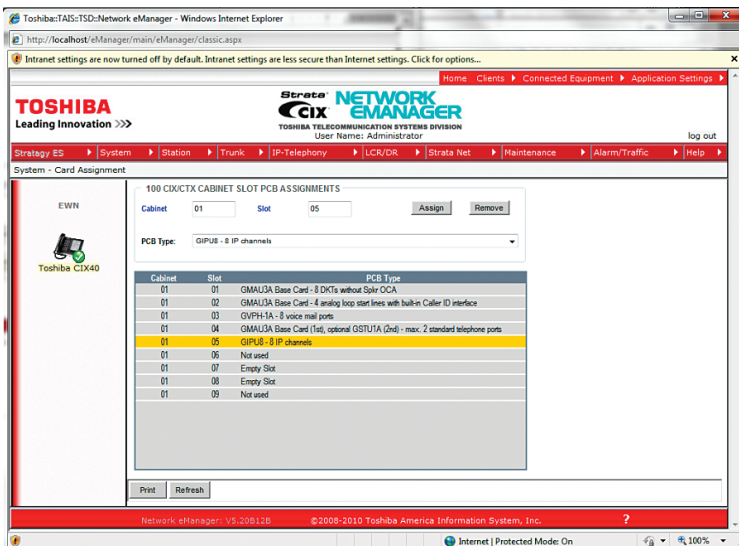 Toshiba::TAIS::TSD::Network eManager - Windows Internet Explorer
http://localhost/eManager/main/eManager/classic.aspx
Intranet settings are now turned off by default. Intranet settings are less secure than Internet settings. Click for options...
Home Clients Connected Equipment Application Settings
TOSHIBA
Leading Innovation >>>
Strata CIX NETWORK EMANAGER
TOSHIBA TELECOMMUNICATION SYSTEMS DIVISION
User Name: Administrator log out
Stratagy ES System Station Trunk IP-Telephony LCR/DR Strata Net Maintenance Alarm/Traffic Help
System - Card Assignment
EWN
Toshiba CIX40
100 CIX/CTX CABINET SLOT PCB ASSIGNMENTS
Cabinet 01 Slot 05 Assign Remove
PCB Type: GIPU8 - 8 IP channels
Cabinet Slot PCB Type
01 01 GMAU3A Base Card - 8 DKTs without Spkr OCA
01 02 GMAU3A Base Card - 4 analog loop start lines with built-in Caller ID interface
01 03 GVPH-1A - 8 voice mail ports
01 04 GMAU3A Base Card (1st), optional GSTU1A (2nd) - max. 2 standard telephone ports
01 05 GIPU8 - 8 IP channels
01 06 Not used
01 07 Empty Slot
01 08 Empty Slot
01 09 Not used
Print Refresh
Network eManager: V5.20B12B ©2008-2010 Toshiba America Information System, Inc. ?
Internet | Protected Mode: On 100%